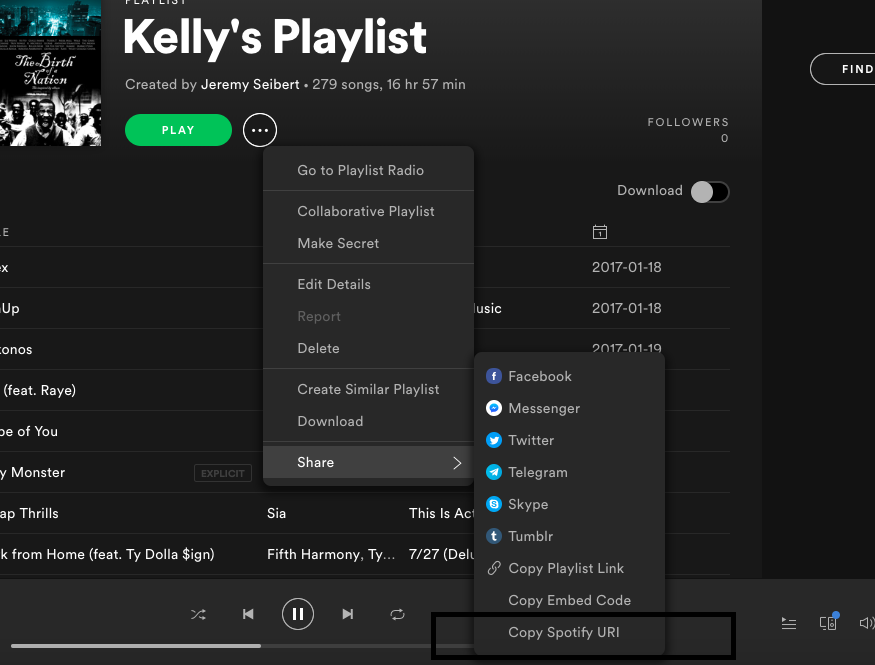 PLAYLIST
Kelly's Playlist
Created by Jeremy Seibert • 279 songs, 16 hr 57 min
PLAY
FOLLOWERS
0
FIND
The Birth
of a
Nation
Go to Playlist Radio
Collaborative Playlist
Make Secret
Edit Details
Report
Delete
Create Similar Playlist
Download
Share
Download
LE
ex 2017-01-18
Up usic 2017-01-18
onos 2017-01-19
(feat. Raye)
pe of You
y Monster EXPLICIT
ap Thrills Sia This Is Act
k from Home (feat. Ty Dolla $ign) Fifth Harmony, Ty... 7/27 (Delu
Facebook
Messenger
Twitter
Telegram
Skype
Tumblr
Copy Playlist Link
Copy Embed Code
Copy Spotify URI